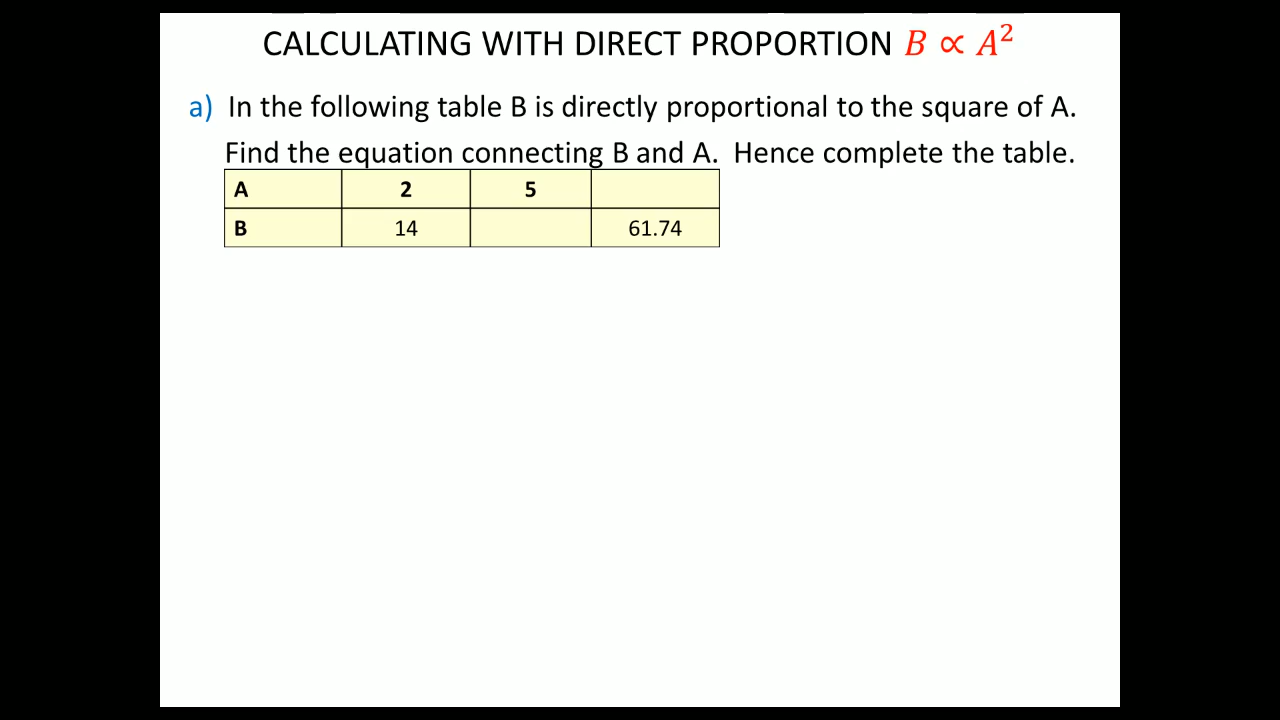 CALCULATING WITH DIRECT PROPORTION B ∝ A²
a) In the following table B is directly proportional to the square of A.
Find the equation connecting B and A. Hence complete the table.
A 2 5
B 14 61.74